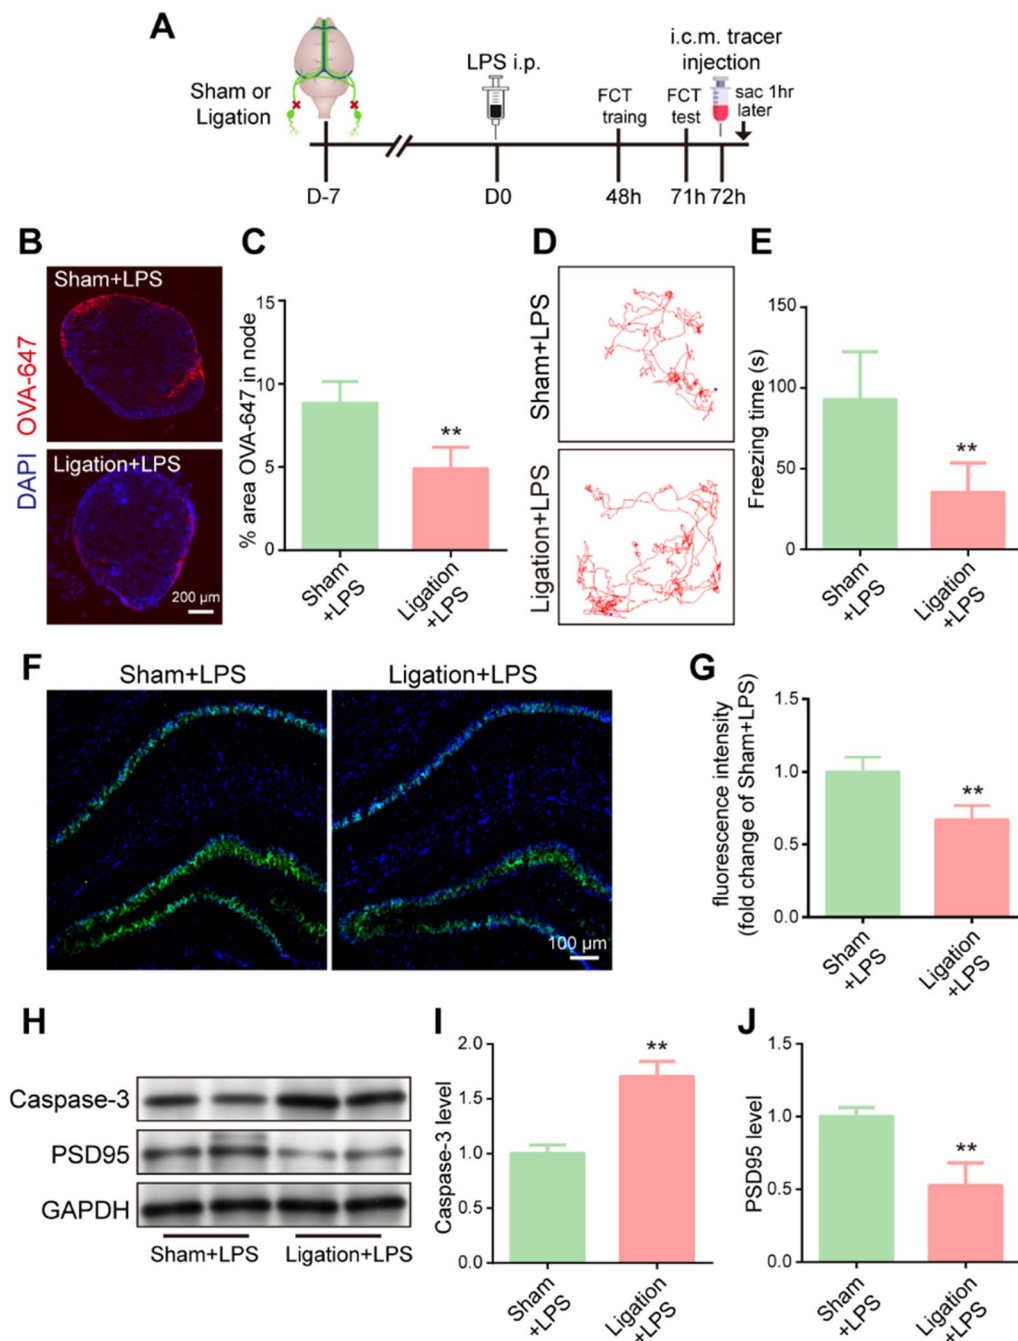 A
Sham or
Ligation
LPS i.p.
i.c.m. tracer
injection
FCT
traing
FCT
test
sac 1hr
later
D-7
D0
48h
71h
72h
B
DAPI OVA-647
Sham+LPS
Ligation+LPS
200 µm
C
% area OVA-647 in node
15
10
5
0
**
Sham
+LPS
Ligation
+LPS
D
Sham+LPS
Ligation+LPS
E
Freezing time (s)
150
100
50
0
**
Sham
+LPS
Ligation
+LPS
F
Sham+LPS
Ligation+LPS
100 µm
G
fluorescence intensity
(fold change of Sham+LPS)
1.5
1.0
0.5
0.0
**
Sham
+LPS
Ligation
+LPS
H
Caspase-3
PSD95
GAPDH
Sham+LPS
Ligation+LPS
I
Caspase-3 level
2.0
1.5
1.0
0.5
0.0
**
Sham
+LPS
Ligation
+LPS
J
PSD95 level
1.5
1.0
0.5
0.0
**
Sham
+LPS
Ligation
+LPS